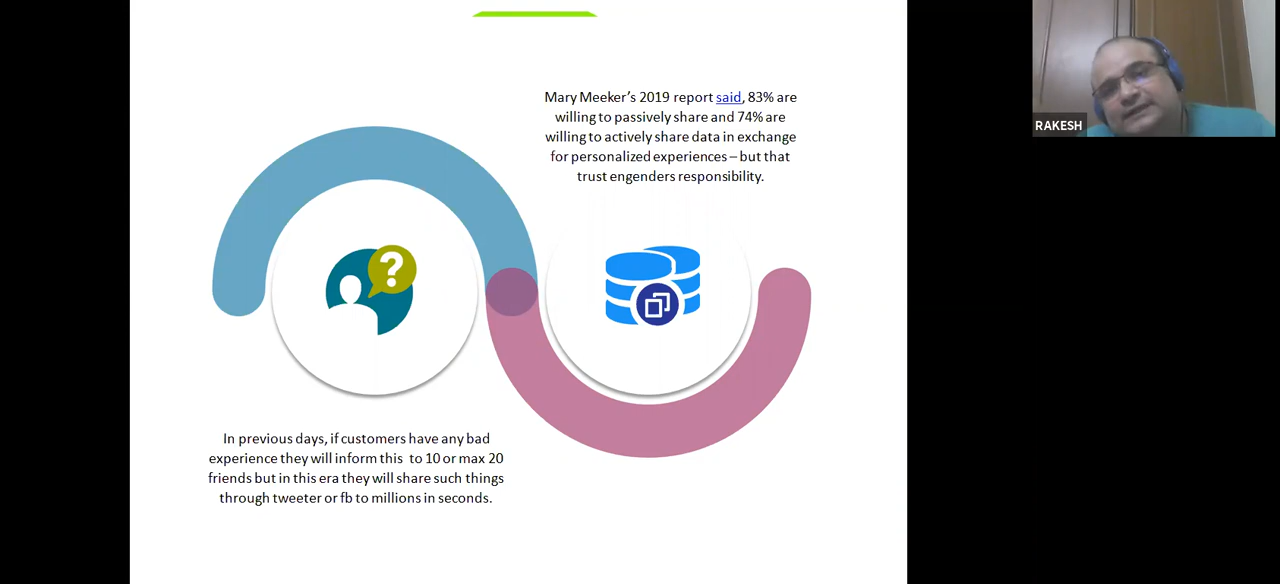 Mary Meeker's 2019 report said, 83% are
willing to passively share and 74% are
willing to actively share data in exchange
for personalized experiences – but that
trust engenders responsibility.
RAKESH
?
In previous days, if customers have any bad
experience they will inform this  to 10 or max 20
friends but in this era they will share such things
through tweeter or fb to millions in seconds.